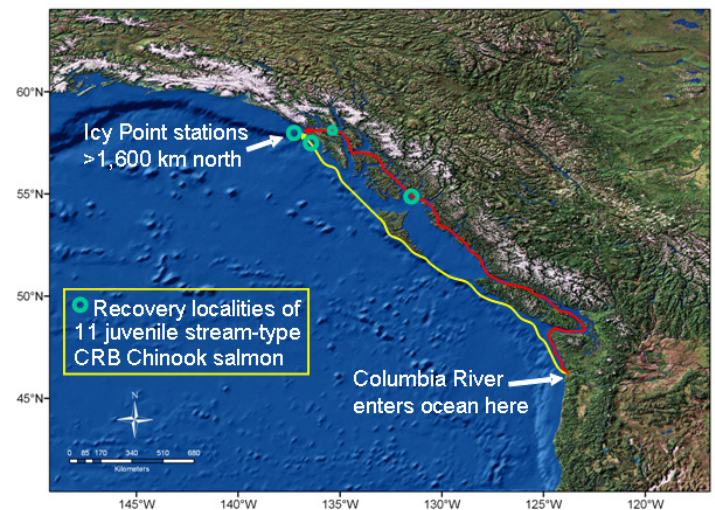 60°N
Icy Point stations
>1,600 km north
55°N
50°N
Recovery localities of
11 juvenile stream-type
CRB Chinook salmon
Columbia River
enters ocean here
45°N
N
0 85 170 340 510 680
Kilometers
145°W 140°W 135°W 130°W 125°W 120°W